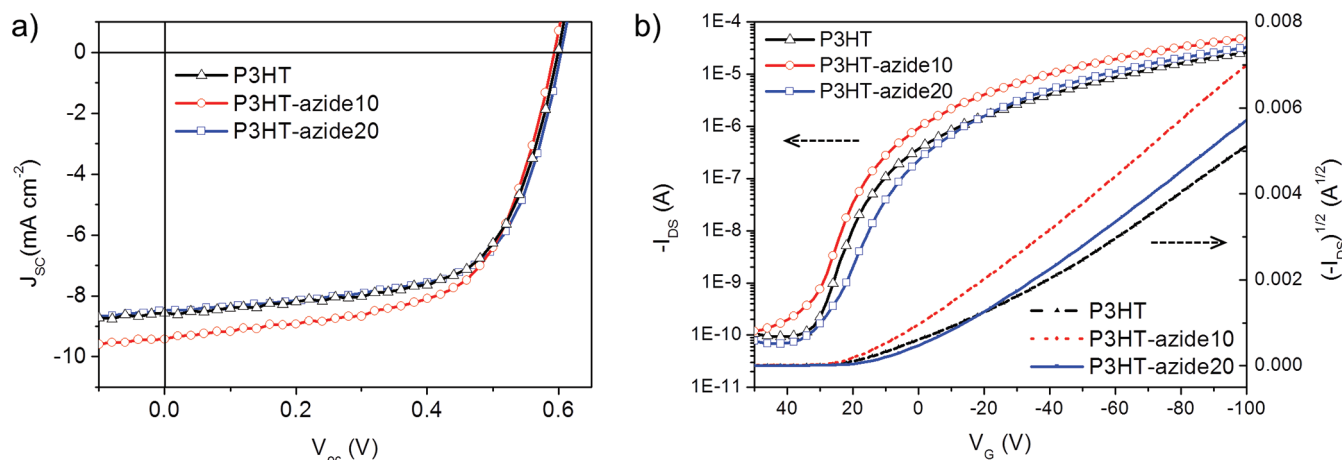 a)
0
-2
-4
-6
-8
-10
J_SC (mA cm^-2)
P3HT
P3HT-azide10
P3HT-azide20
0.0 0.2 0.4 0.6
V_oc (V)
b)
1E-4
1E-5
1E-6
1E-7
1E-8
1E-9
1E-10
1E-11
-I_DS (A)
P3HT
P3HT-azide10
P3HT-azide20
0.008
0.006
0.004
0.002
0.000
(-I_DS)^1/2 (A^1/2)
P3HT
P3HT-azide10
P3HT-azide20
40 20 0 -20 -40 -60 -80 -100
V_G (V)